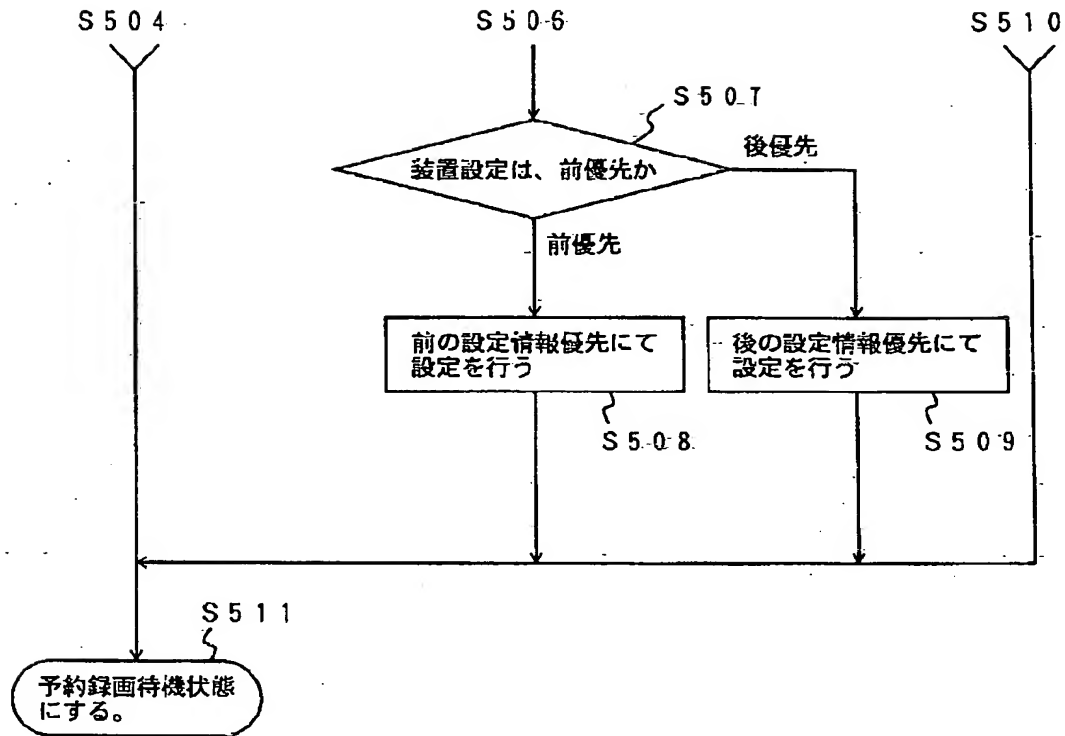 S504
S506
S510
S507
装置設定は、前優先か
後優先
前優先
前の設定情報優先にて
設定を行う
後の設定情報優先にて
設定を行う
S508
S509
S511
予約録画待機状態
にする。